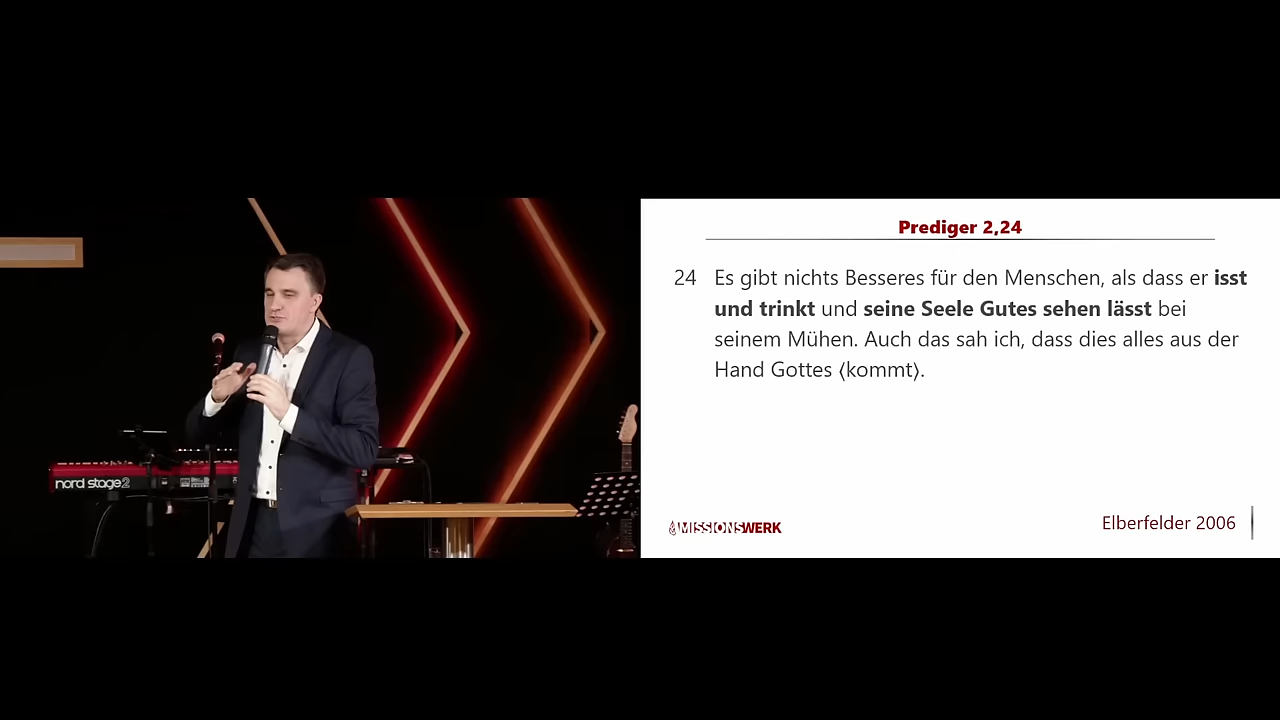 nord stage2
Prediger 2,24
24 Es gibt nichts Besseres für den Menschen, als dass er isst
und trinkt und seine Seele Gutes sehen lässt bei
seinem Mühen. Auch das sah ich, dass dies alles aus der
Hand Gottes ⟨kommt⟩.
MISSIONSWERK
Elberfelder 2006